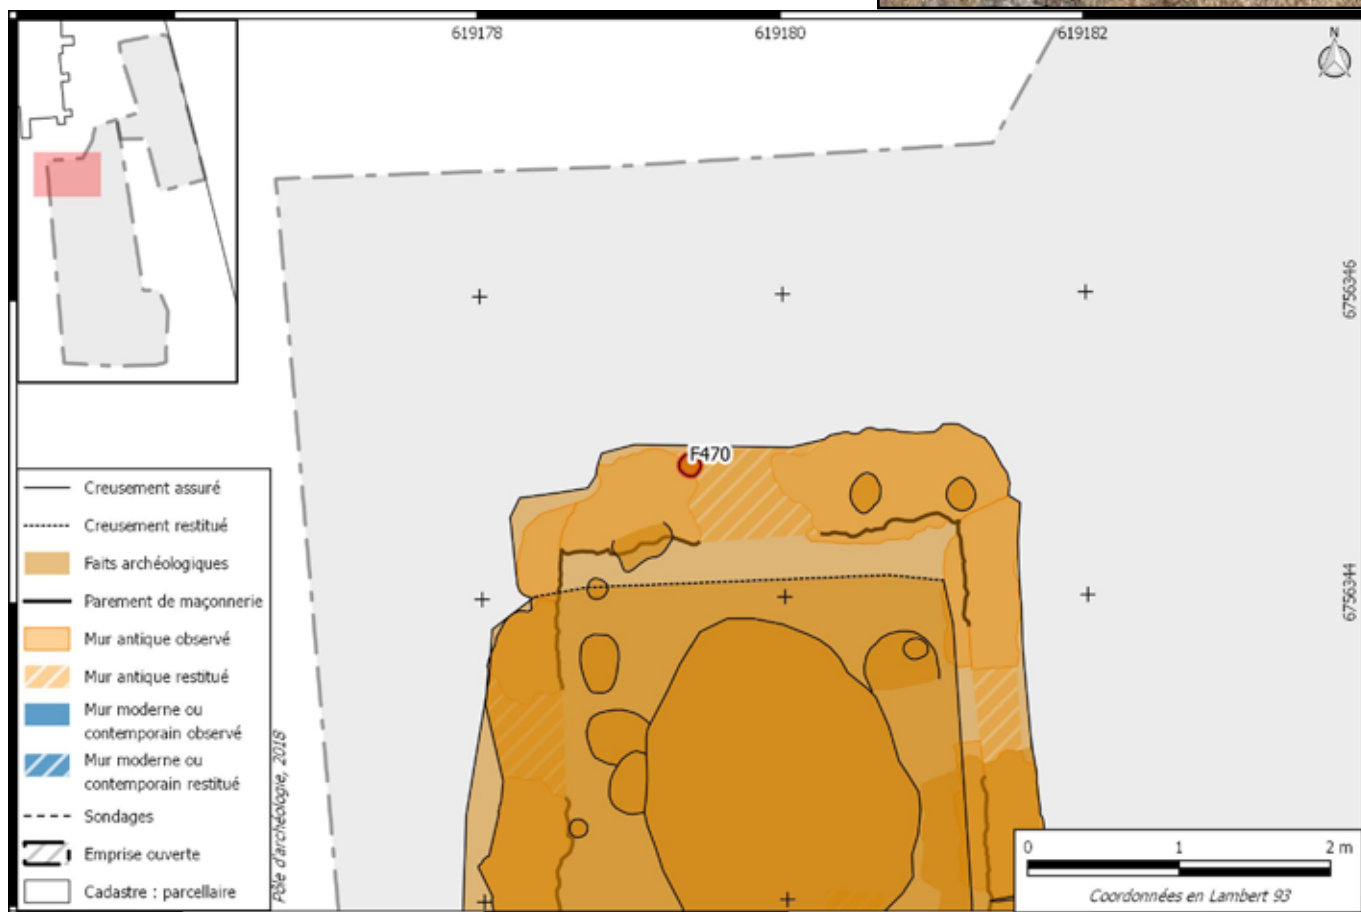 619178
619180
619182
N
6756346
F470
6756344
Creusement assuré
Creusement restitué
Faits archéologiques
Parement de maçonnerie
Mur antique observé
Mur antique restitué
Mur moderne ou
contemporain observé
Mur moderne ou
contemporain restitué
Sondages
Emprise ouverte
Cadastre : parcellaire
Pôle d'archéologie, 2018
0 1 2 m
Coordonnées en Lambert 93